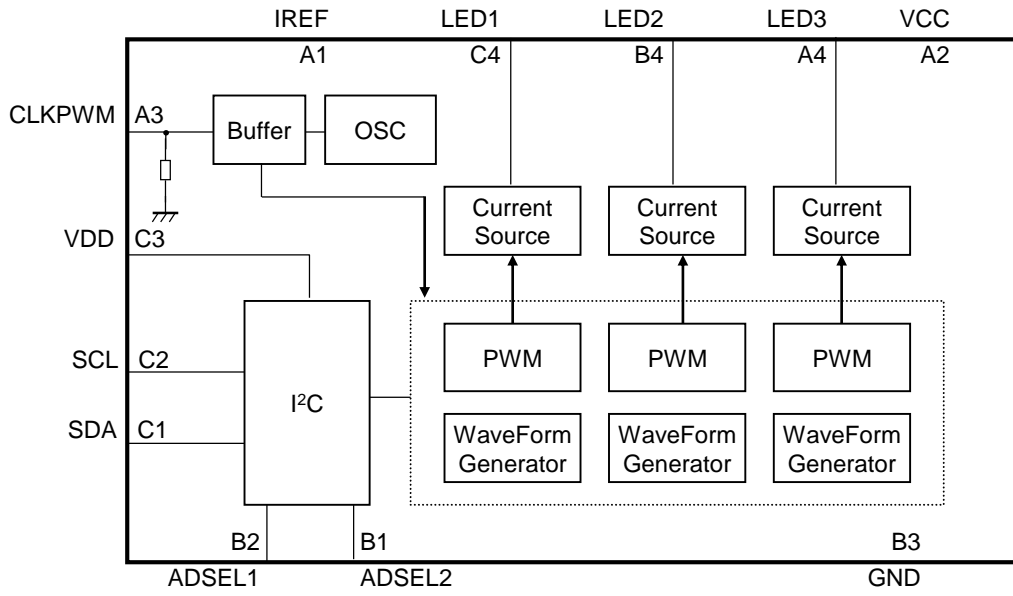 IREF LED1 LED2 LED3 VCC
A1 C4 B4 A4 A2
CLKPWM A3
Buffer OSC
Current Source Current Source Current Source
VDD C3
SCL C2
PWM PWM PWM
I²C
SDA C1
WaveForm Generator WaveForm Generator WaveForm Generator
B2 B1 B3
ADSEL1 ADSEL2 GND